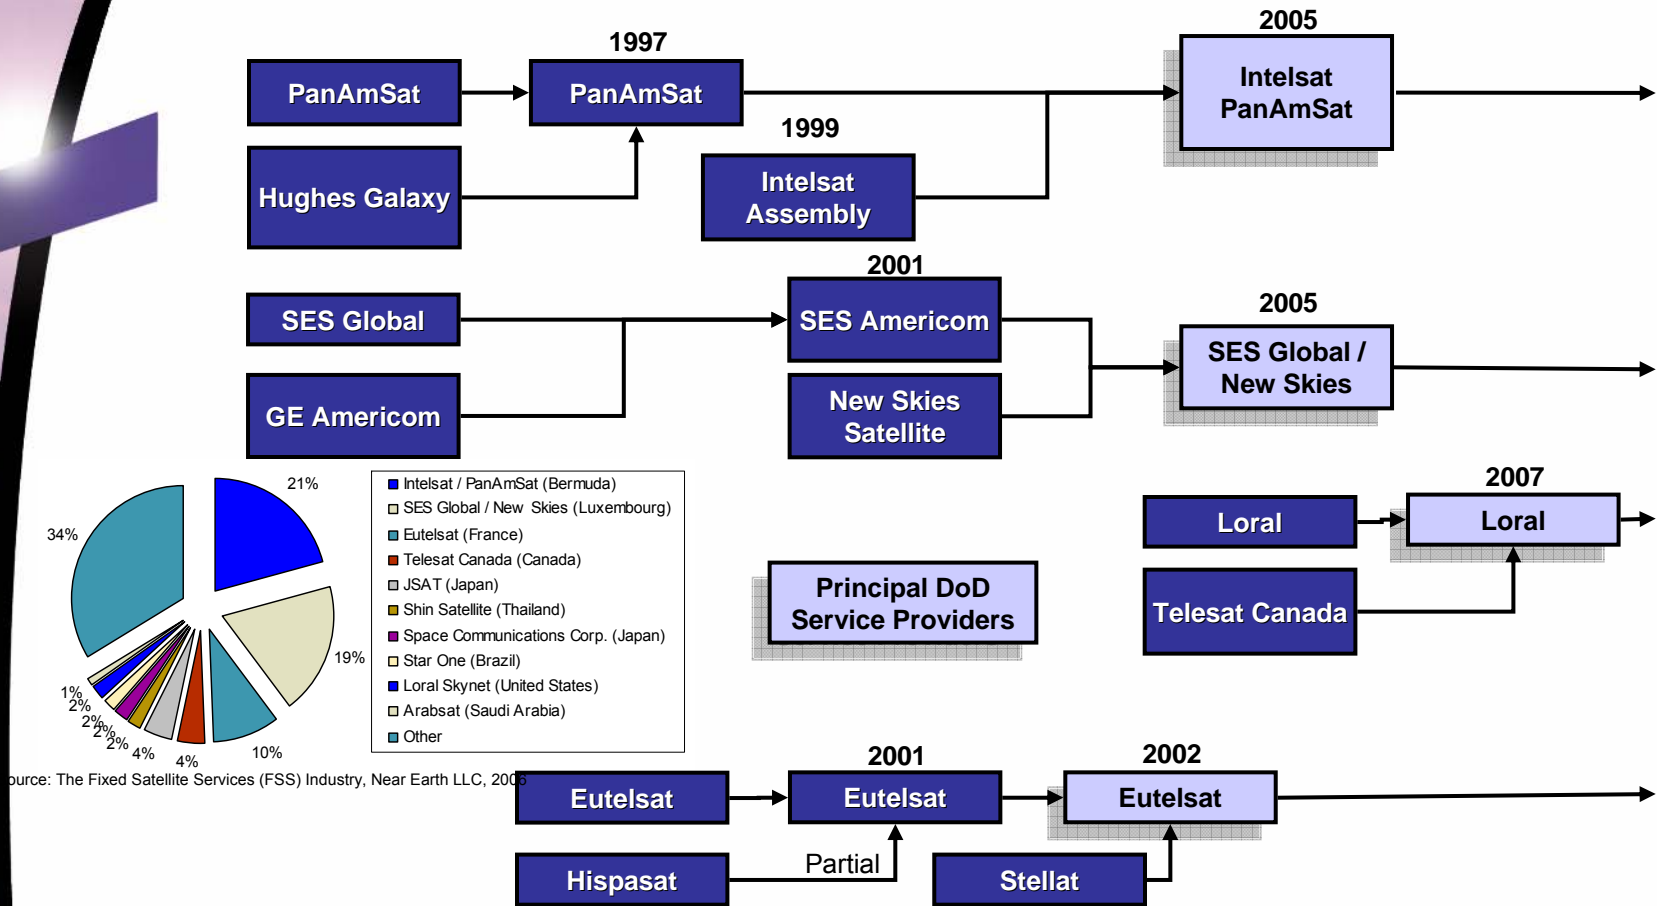 1997
2005
PanAmSat
PanAmSat
Intelsat
PanAmSat
1999
Hughes Galaxy
Intelsat
Assembly
2001
2005
SES Global
SES Americom
SES Global /
New Skies
GE Americom
New Skies
Satellite
2007
Loral
Loral
Telesat Canada
Principal DoD
Service Providers
21%
19%
10%
4%
4%
2%
2%
2%
2%
1%
34%
Intelsat / PanAmSat (Bermuda)
SES Global / New Skies (Luxembourg)
Eutelsat (France)
Telesat Canada (Canada)
JSAT (Japan)
Shin Satellite (Thailand)
Space Communications Corp. (Japan)
Star One (Brazil)
Loral Skynet (United States)
Arabsat (Saudi Arabia)
Other
ource: The Fixed Satellite Services (FSS) Industry, Near Earth LLC, 2006
2001
2002
Eutelsat
Eutelsat
Eutelsat
Hispasat
Partial
Stellat